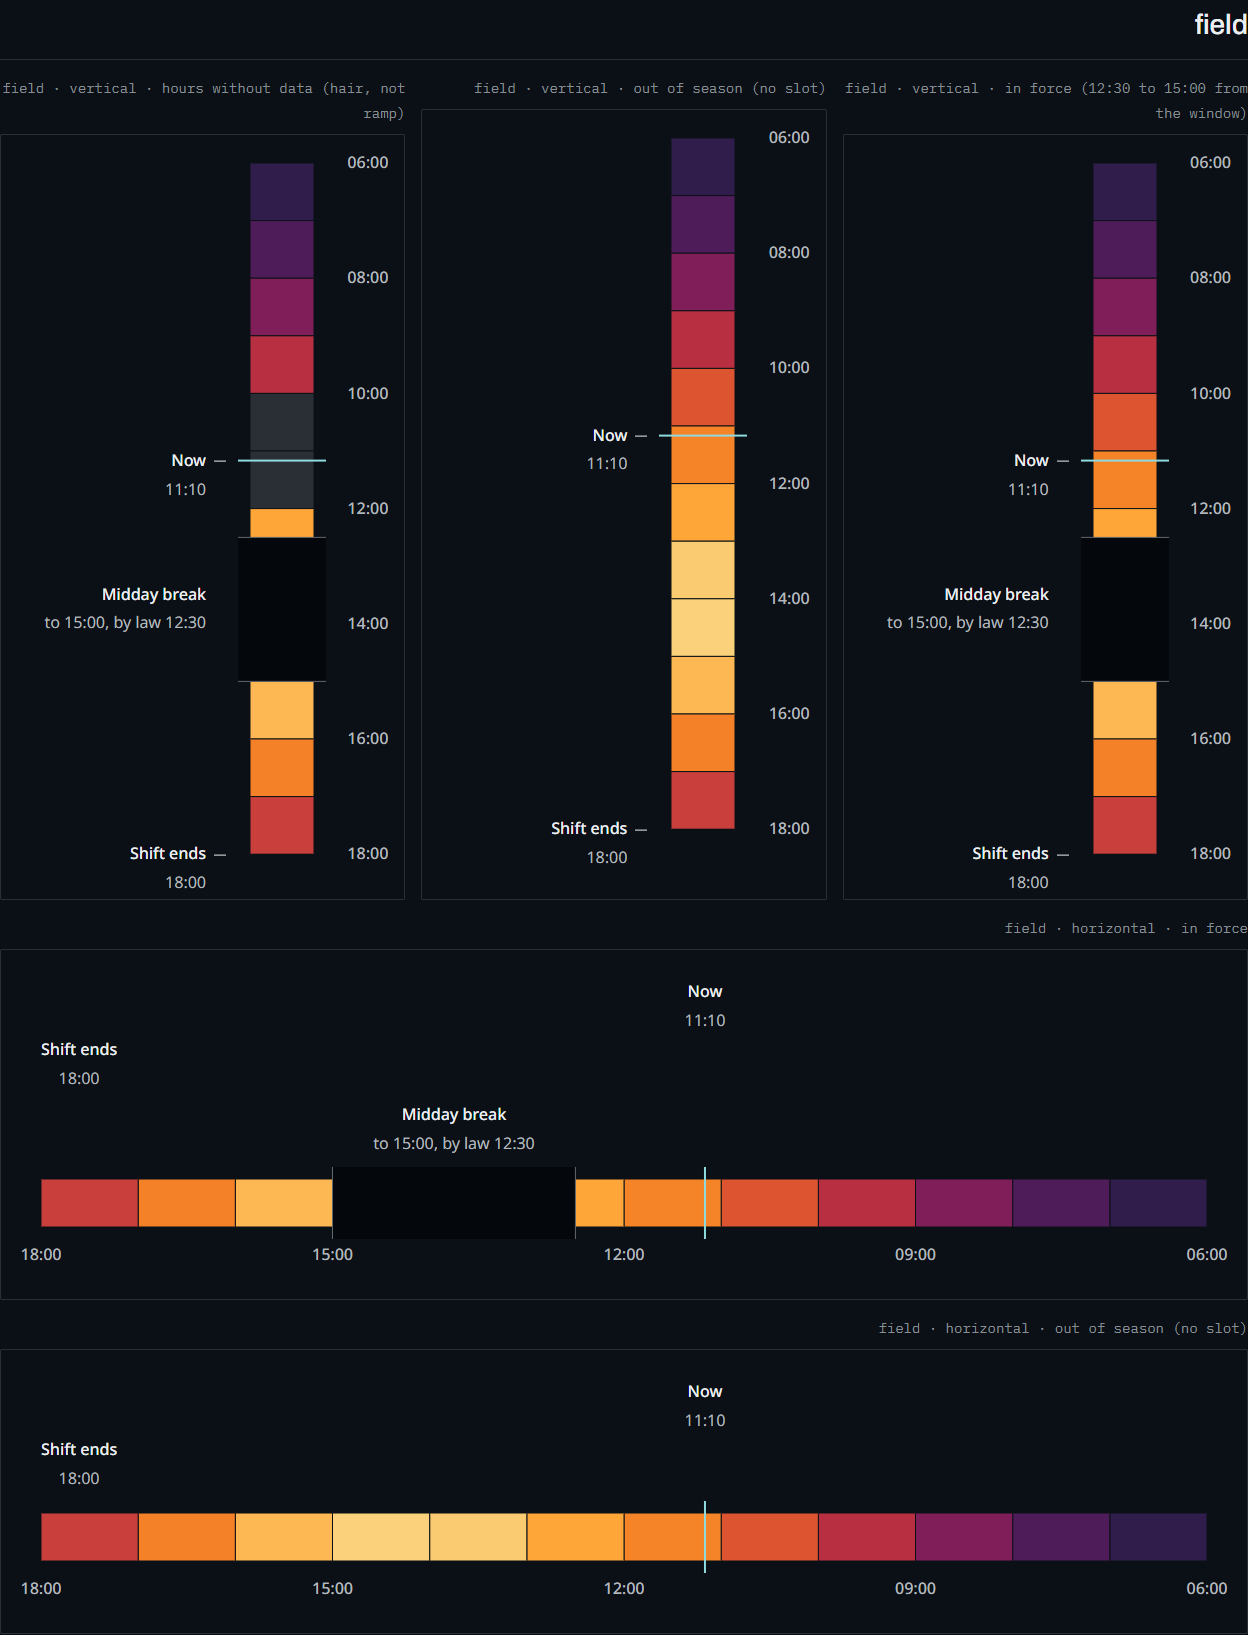 field
field · vertical · in force (12:30 to 15:00 from
the window)
06:00
08:00
10:00
Now
11:10
12:00
Midday break
to 15:00, by law 12:30
14:00
16:00
Shift ends
18:00
18:00
field · vertical · out of season (no slot)
06:00
08:00
10:00
Now
11:10
12:00
14:00
16:00
Shift ends
18:00
18:00
field · vertical · hours without data (hair, not
ramp)
06:00
08:00
10:00
Now
11:10
12:00
Midday break
to 15:00, by law 12:30
14:00
16:00
Shift ends
18:00
18:00
field · horizontal · in force
Now
11:10
Shift ends
18:00
Midday break
to 15:00, by law 12:30
18:00 15:00 12:00 09:00 06:00
field · horizontal · out of season (no slot)
Now
11:10
Shift ends
18:00
18:00 15:00 12:00 09:00 06:00